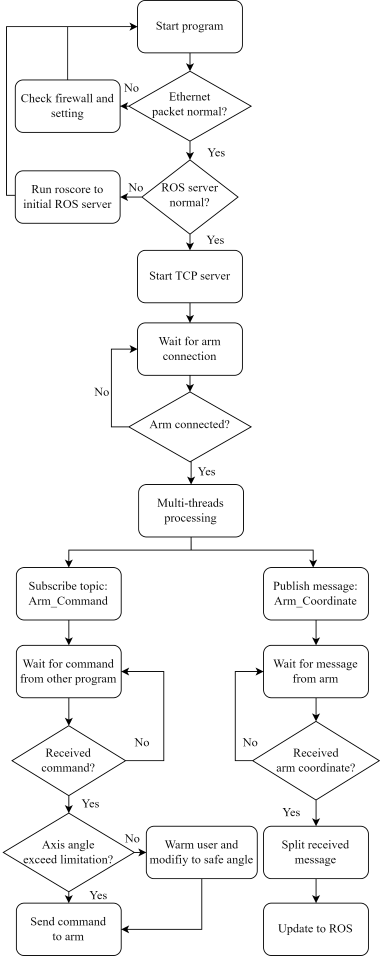 Start program
No
Check firewall and
setting
Ethernet
packet normal?
Yes
Run roscore to
initial ROS server
No
ROS server
normal?
Yes
Start TCP server
Wait for arm
connection
No
Arm connected?
Yes
Multi-threads
processing
Subscribe topic:
Arm_Command
Publish message:
Arm_Coordinate
Wait for command
from other program
Wait for message
from arm
No
No
Received
command?
Received
arm coordinate?
Yes
Yes
Axis angle
exceed limitation?
No
Warm user and
modifiy to safe angle
Split received
message
Yes
Send command
to arm
Update to ROS